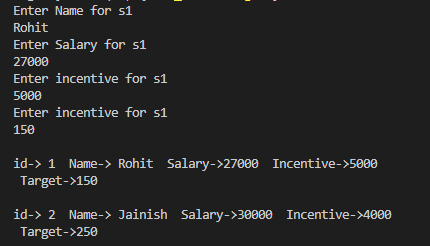 Enter Name for s1
Rohit
Enter Salary for s1
27000
Enter incentive for s1
5000
Enter incentive for s1
150
id-> 1  Name-> Rohit  Salary->27000  Incentive->5000
Target->150
id-> 2  Name-> Jainish  Salary->30000  Incentive->4000
Target->250